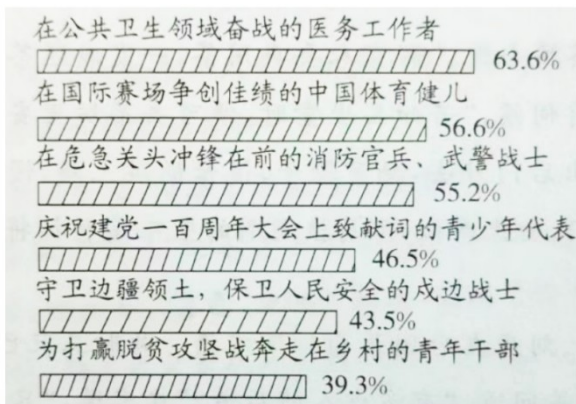 在公共卫生领域奋战的医务工作者
63.6%
在国际赛场争创佳绩的中国体育健儿
56.6%
在危急关头冲锋在前的消防官兵、武警战士
55.2%
庆祝建党一百周年大会上致献词的青少年代表
46.5%
守卫边疆领土，保卫人民安全的戍边战士
43.5%
为打赢脱贫攻坚战奔走在乡村的青年干部
39.3%